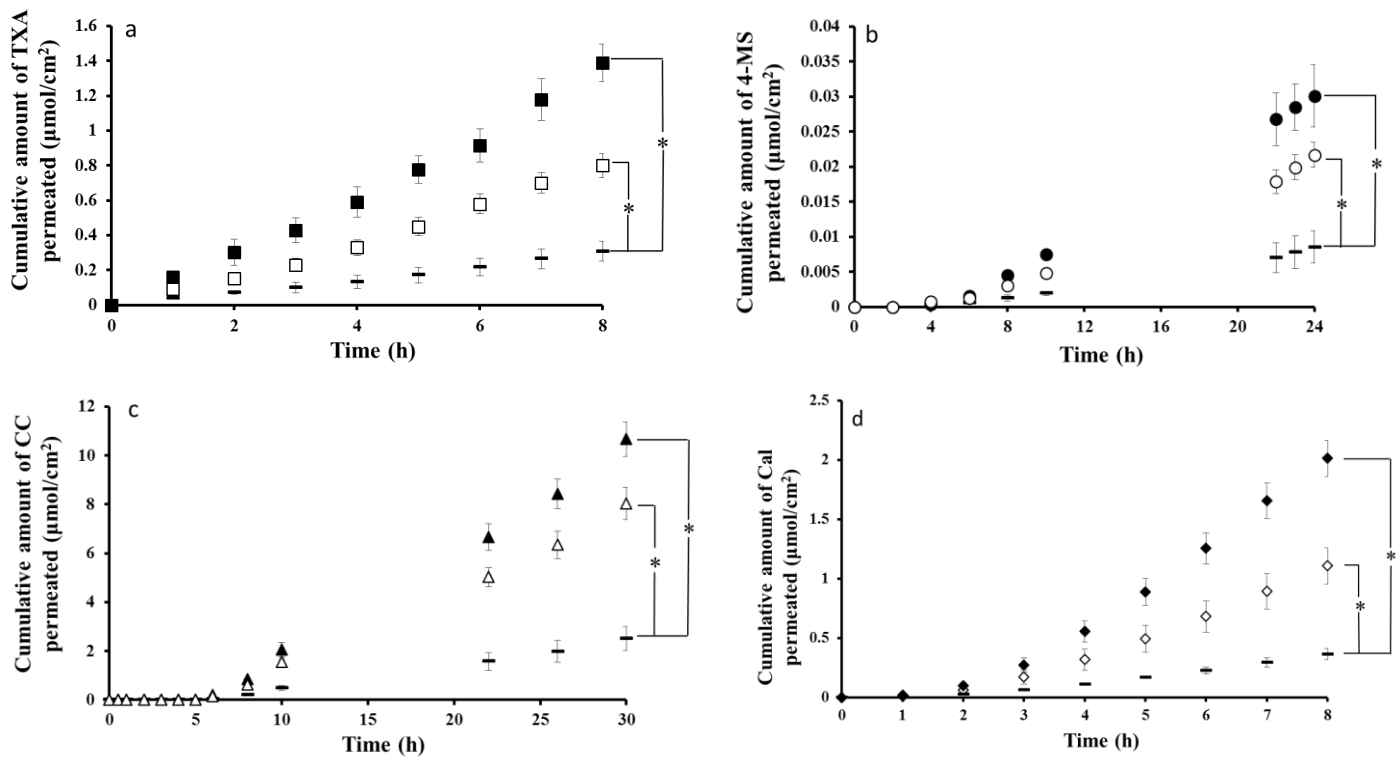 a
Cumulative amount of TXA
permeated (μmol/cm²)
1.6
1.4
1.2
1
0.8
0.6
0.4
0.2
0
0 2 4 6 8
Time (h)
*
*
b
Cumulative amount of 4-MS
permeated (μmol/cm²)
0.04
0.035
0.03
0.025
0.02
0.015
0.01
0.005
0
0 4 8 12 16 20 24
Time (h)
*
*
c
Cumulative amount of CC
permeated (μmol/cm²)
12
10
8
6
4
2
0
0 5 10 15 20 25 30
Time (h)
*
*
d
Cumulative amount of Cal
permeated (μmol/cm²)
2.5
2
1.5
1
0.5
0
0 1 2 3 4 5 6 7 8
Time (h)
*
*